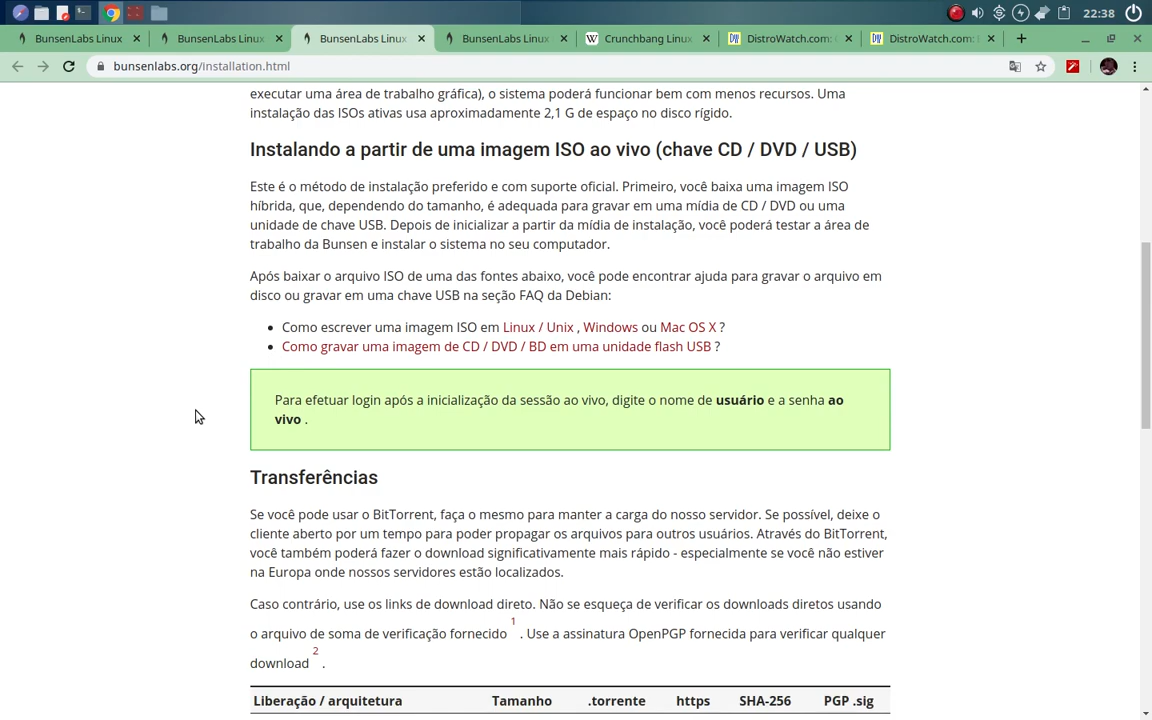 22:38
BunsenLabs Linux
BunsenLabs Linux
BunsenLabs Linux
BunsenLabs Linux
Crunchbang Linux
DistroWatch.com:
DistroWatch.com:
bunsenlabs.org/installation.html
executar uma área de trabalho gráfica), o sistema poderá funcionar bem com menos recursos. Uma
instalação das ISOs ativas usa aproximadamente 2,1 G de espaço no disco rígido.
Instalando a partir de uma imagem ISO ao vivo (chave CD / DVD / USB)
Este é o método de instalação preferido e com suporte oficial. Primeiro, você baixa uma imagem ISO
híbrida, que, dependendo do tamanho, é adequada para gravar em uma mídia de CD / DVD ou uma
unidade de chave USB. Depois de inicializar a partir da mídia de instalação, você poderá testar a área de
trabalho da Bunsen e instalar o sistema no seu computador.
Após baixar o arquivo ISO de uma das fontes abaixo, você pode encontrar ajuda para gravar o arquivo em
disco ou gravar em uma chave USB na seção FAQ da Debian:
Como escrever uma imagem ISO em Linux / Unix , Windows ou Mac OS X ?
Como gravar uma imagem de CD / DVD / BD em uma unidade flash USB ?
Para efetuar login após a inicialização da sessão ao vivo, digite o nome de usuário e a senha ao
vivo .
Transferências
Se você pode usar o BitTorrent, faça o mesmo para manter a carga do nosso servidor. Se possível, deixe o
cliente aberto por um tempo para poder propagar os arquivos para outros usuários. Através do BitTorrent,
você também poderá fazer o download significativamente mais rápido - especialmente se você não estiver
na Europa onde nossos servidores estão localizados.
Caso contrário, use os links de download direto. Não se esqueça de verificar os downloads diretos usando
o arquivo de soma de verificação fornecido 1 . Use a assinatura OpenPGP fornecida para verificar qualquer
download 2 .
Liberação / arquitetura Tamanho .torrente https SHA-256 PGP .sig